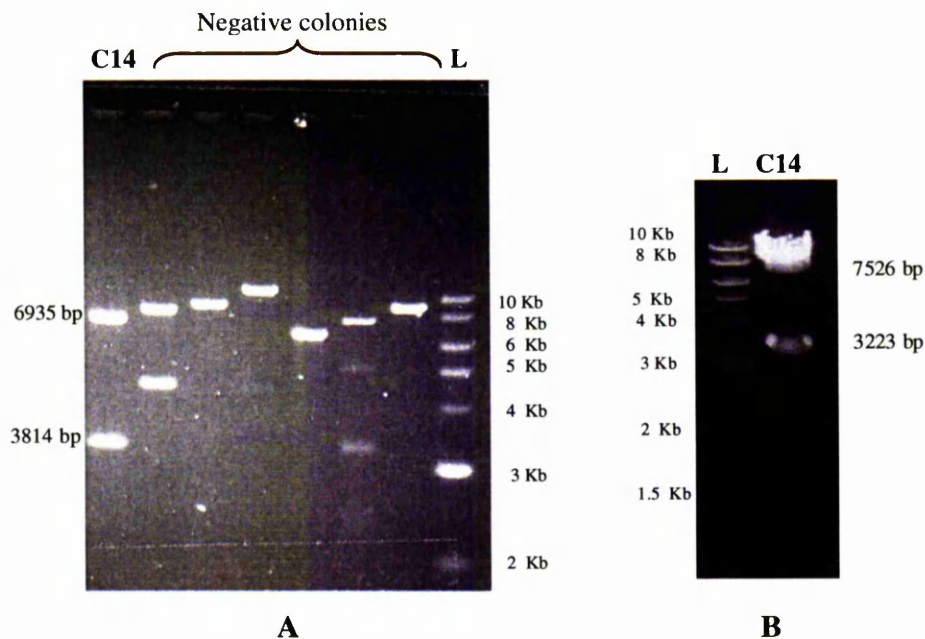 Negative colonies
C14
L
6935 bp
3814 bp
10 Kb
8 Kb
6 Kb
5 Kb
4 Kb
3 Kb
2 Kb
A
L C14
10 Kb
8 Kb
5 Kb
4 Kb
3 Kb
2 Kb
1.5 Kb
7526 bp
3223 bp
B